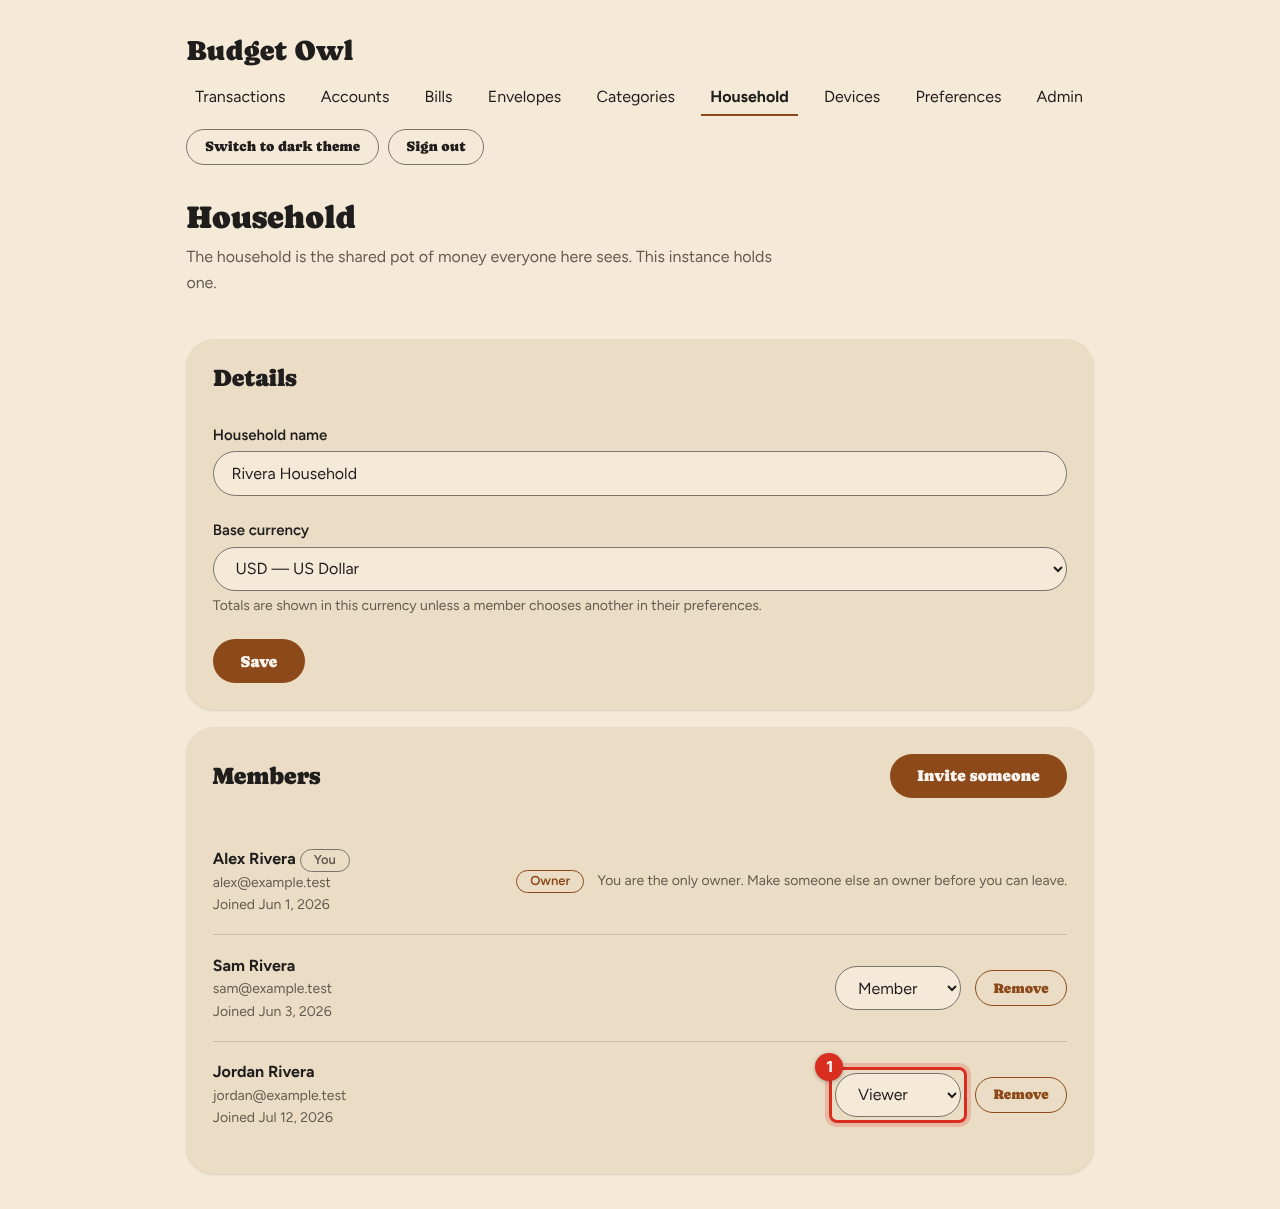 Budget Owl
Transactions Accounts Bills Envelopes Categories Household Devices Preferences Admin
Switch to dark theme Sign out
Household
The household is the shared pot of money everyone here sees. This instance holds
one.
Details
Household name
Rivera Household
Base currency
USD — US Dollar
Totals are shown in this currency unless a member chooses another in their preferences.
Save
Members Invite someone
Alex Rivera You
alex@example.test
Joined Jun 1, 2026
Owner You are the only owner. Make someone else an owner before you can leave.
Sam Rivera
sam@example.test
Joined Jun 3, 2026
Member Remove
Jordan Rivera
jordan@example.test
Joined Jul 12, 2026
1
Viewer Remove